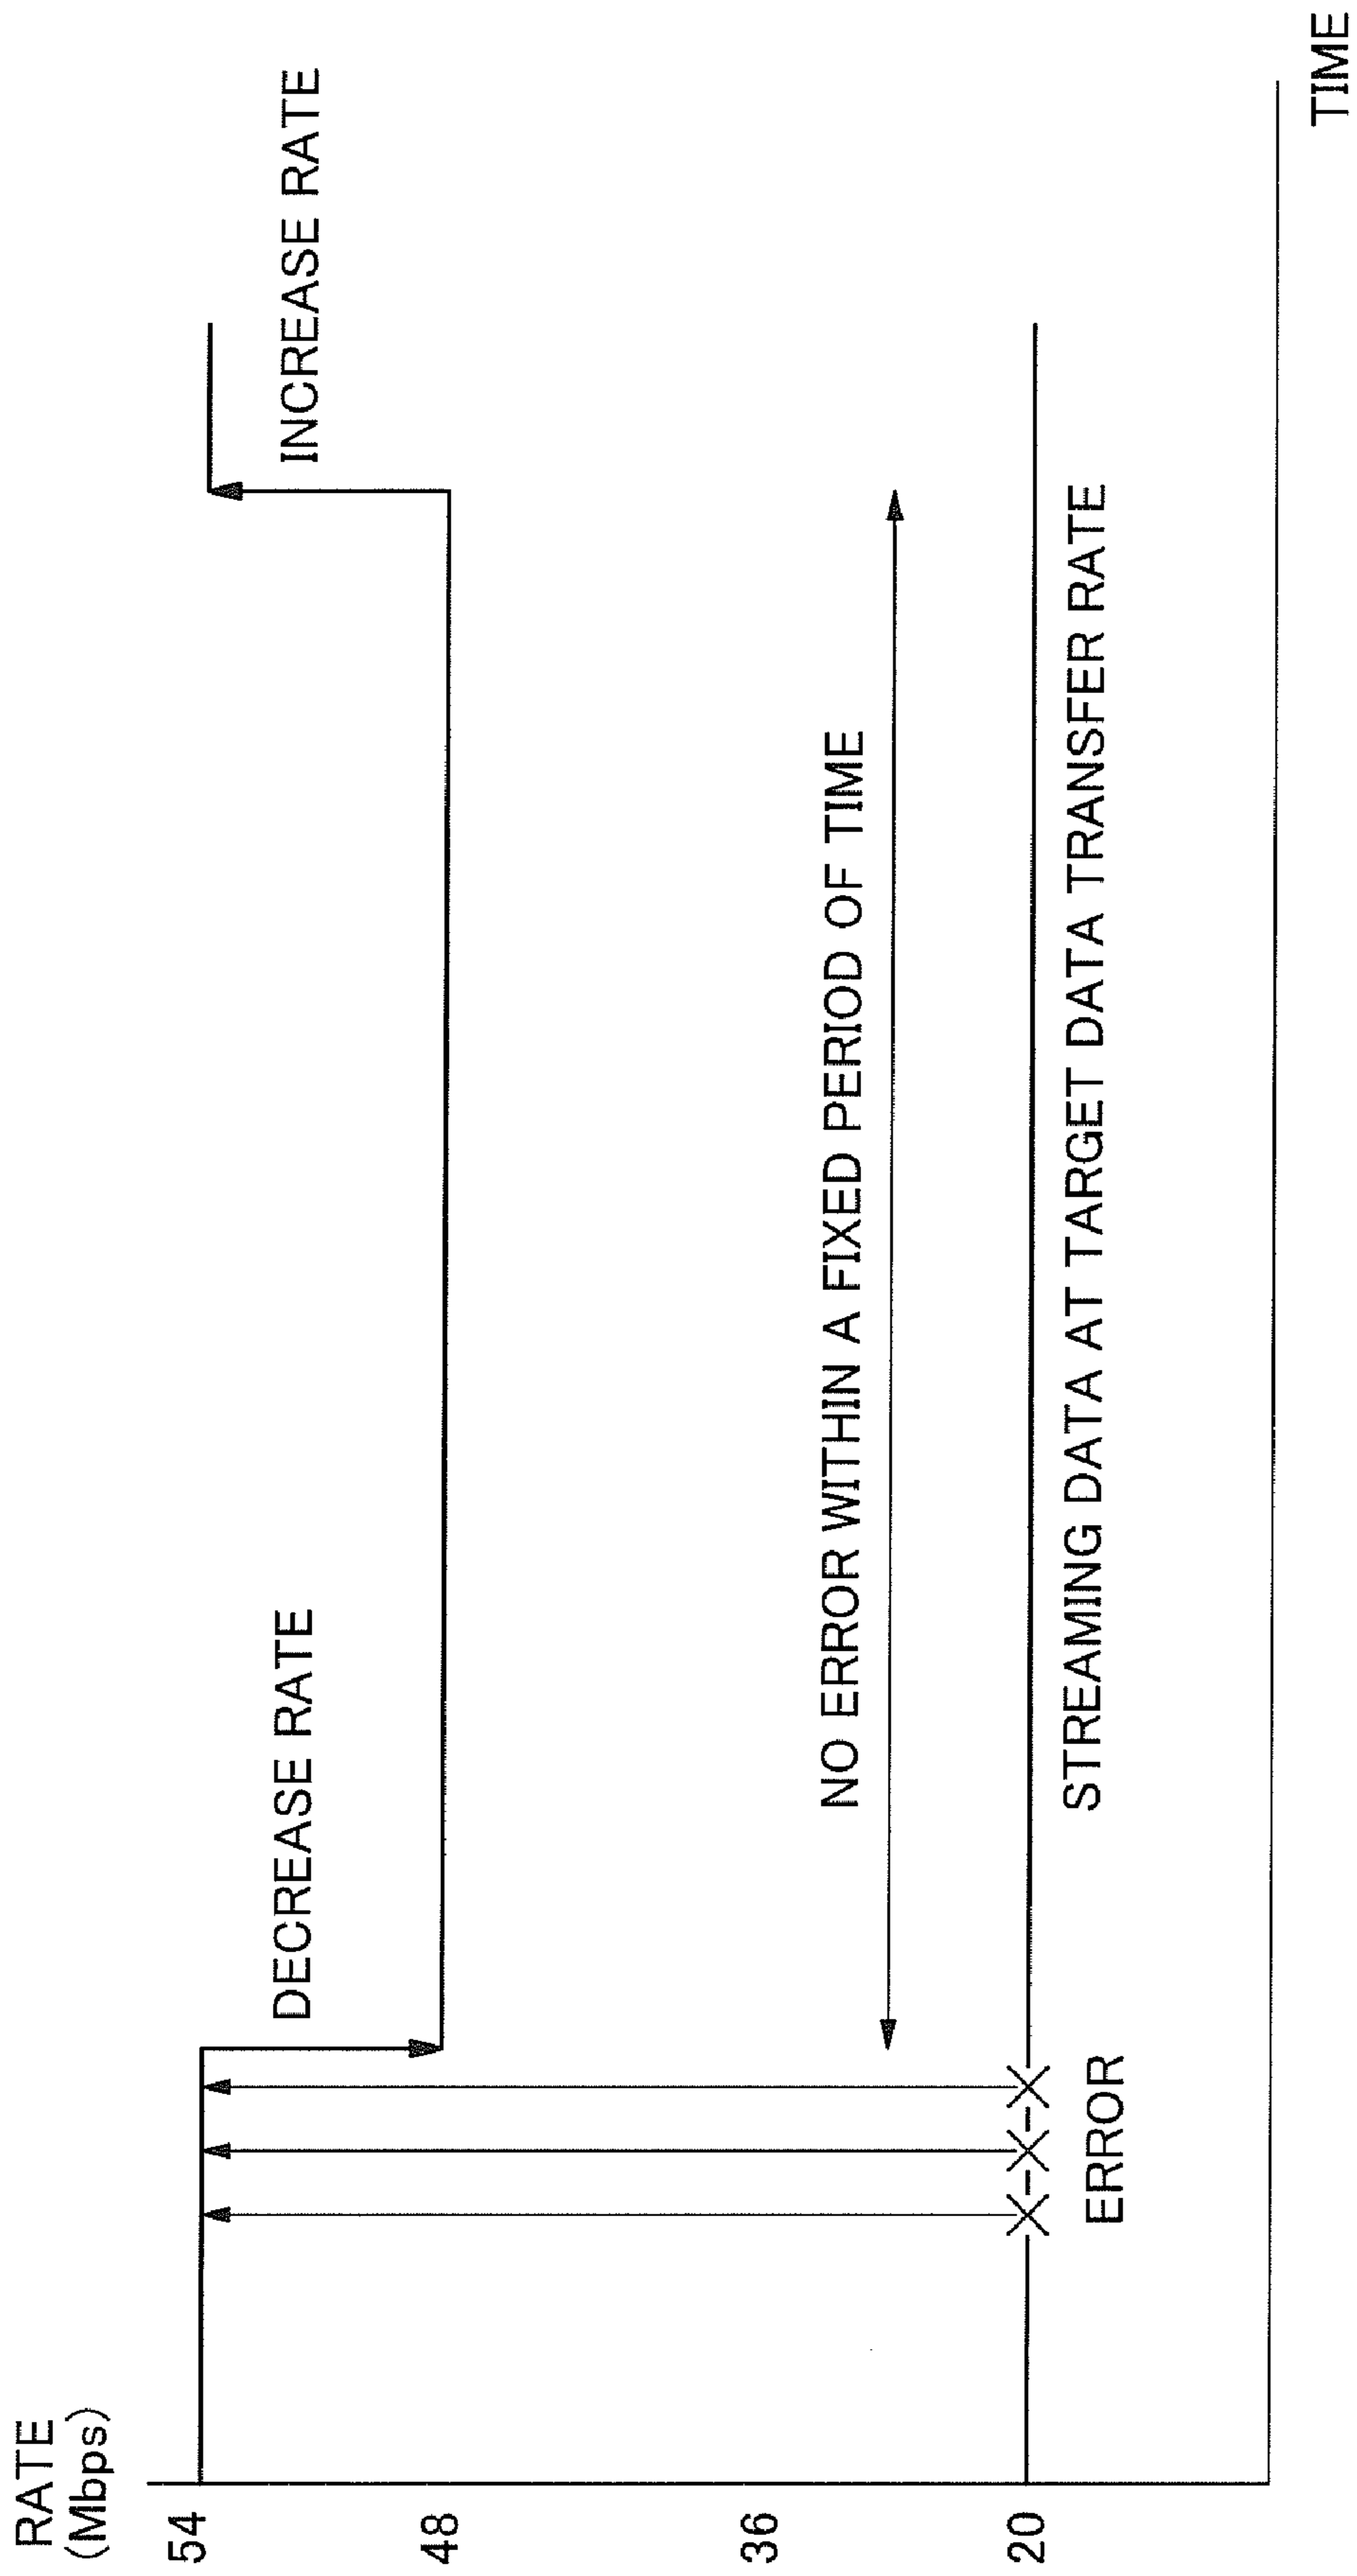 RATE
(Mbps)
54
48
36
20
DECREASE RATE
INCREASE RATE
NO ERROR WITHIN A FIXED PERIOD OF TIME
STREAMING DATA AT TARGET DATA TRANSFER RATE
ERROR
TIME